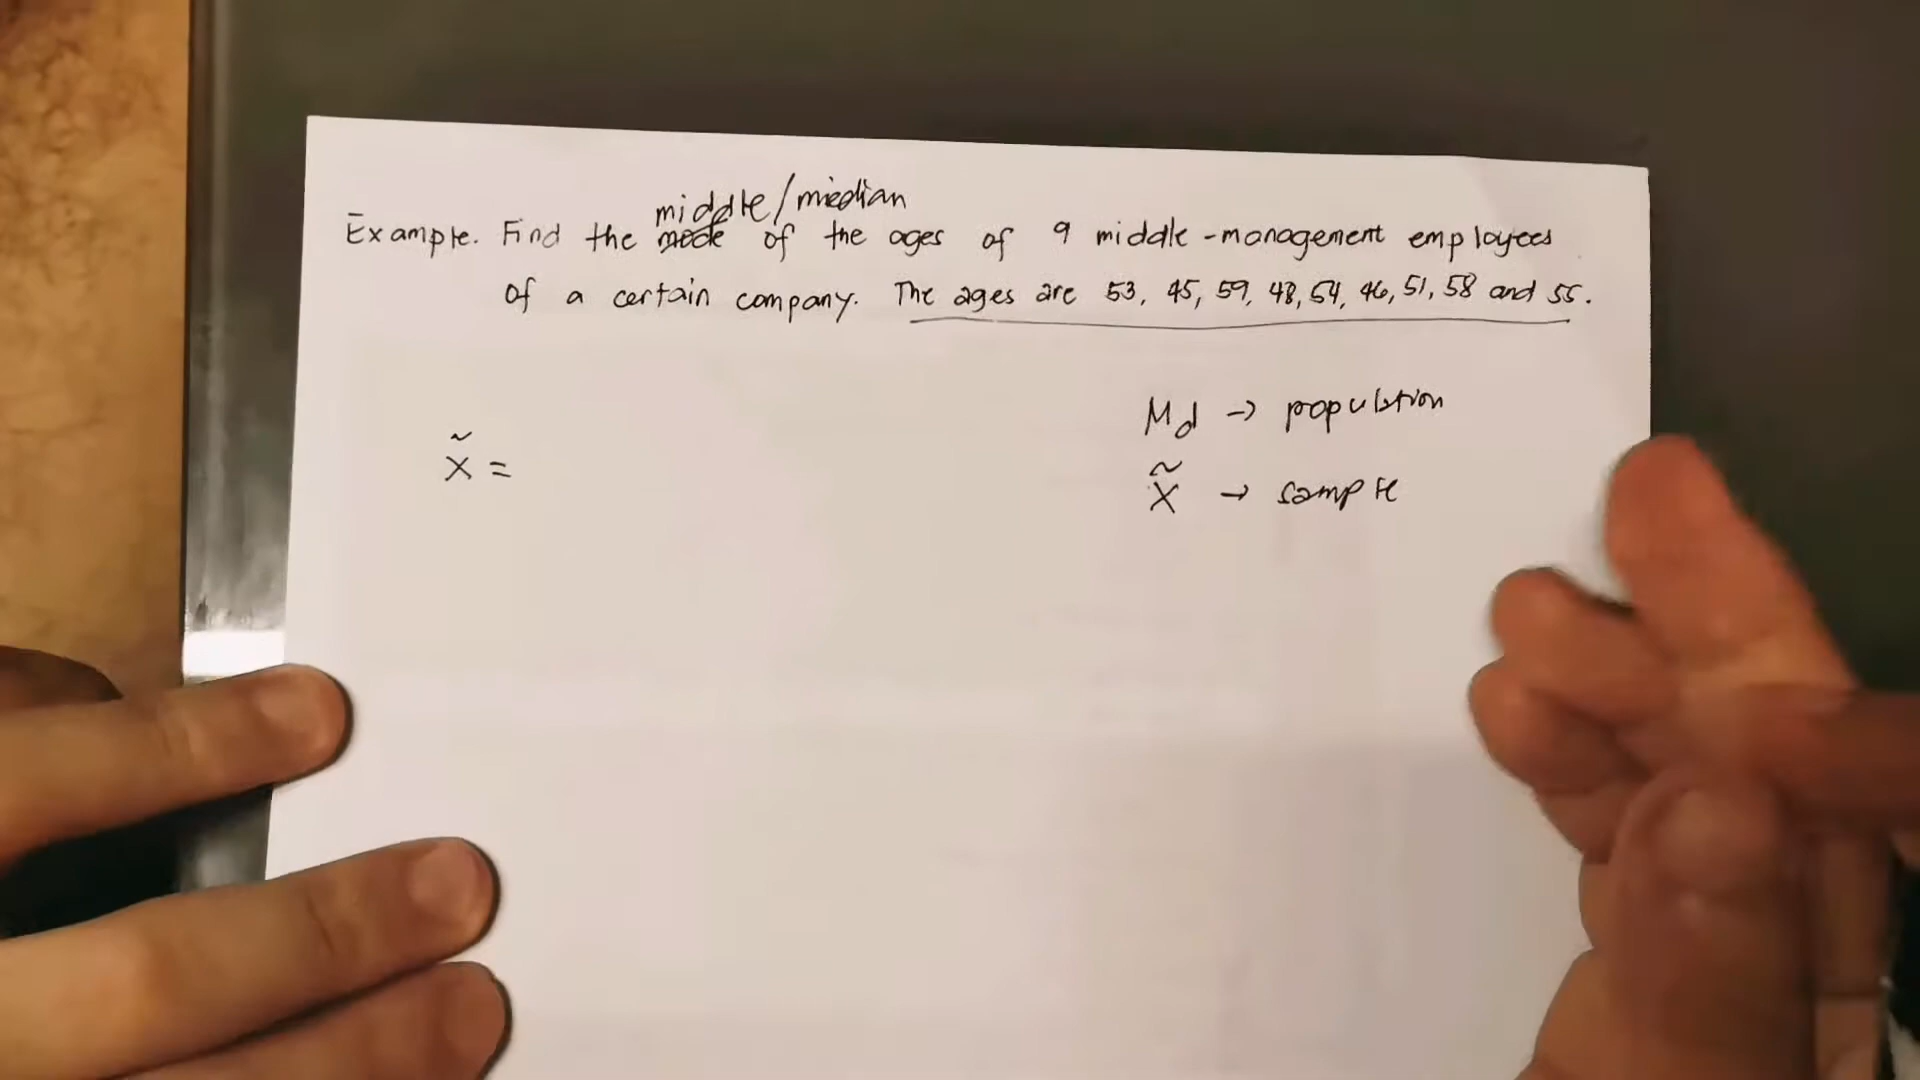 middle/median
Example. Find the mode of the ages of 9 middle-management employees
of a certain company. The ages are 53, 45, 59, 48, 54, 46, 51, 58 and 55.
Md → population
x̃ =
x̃ → sample